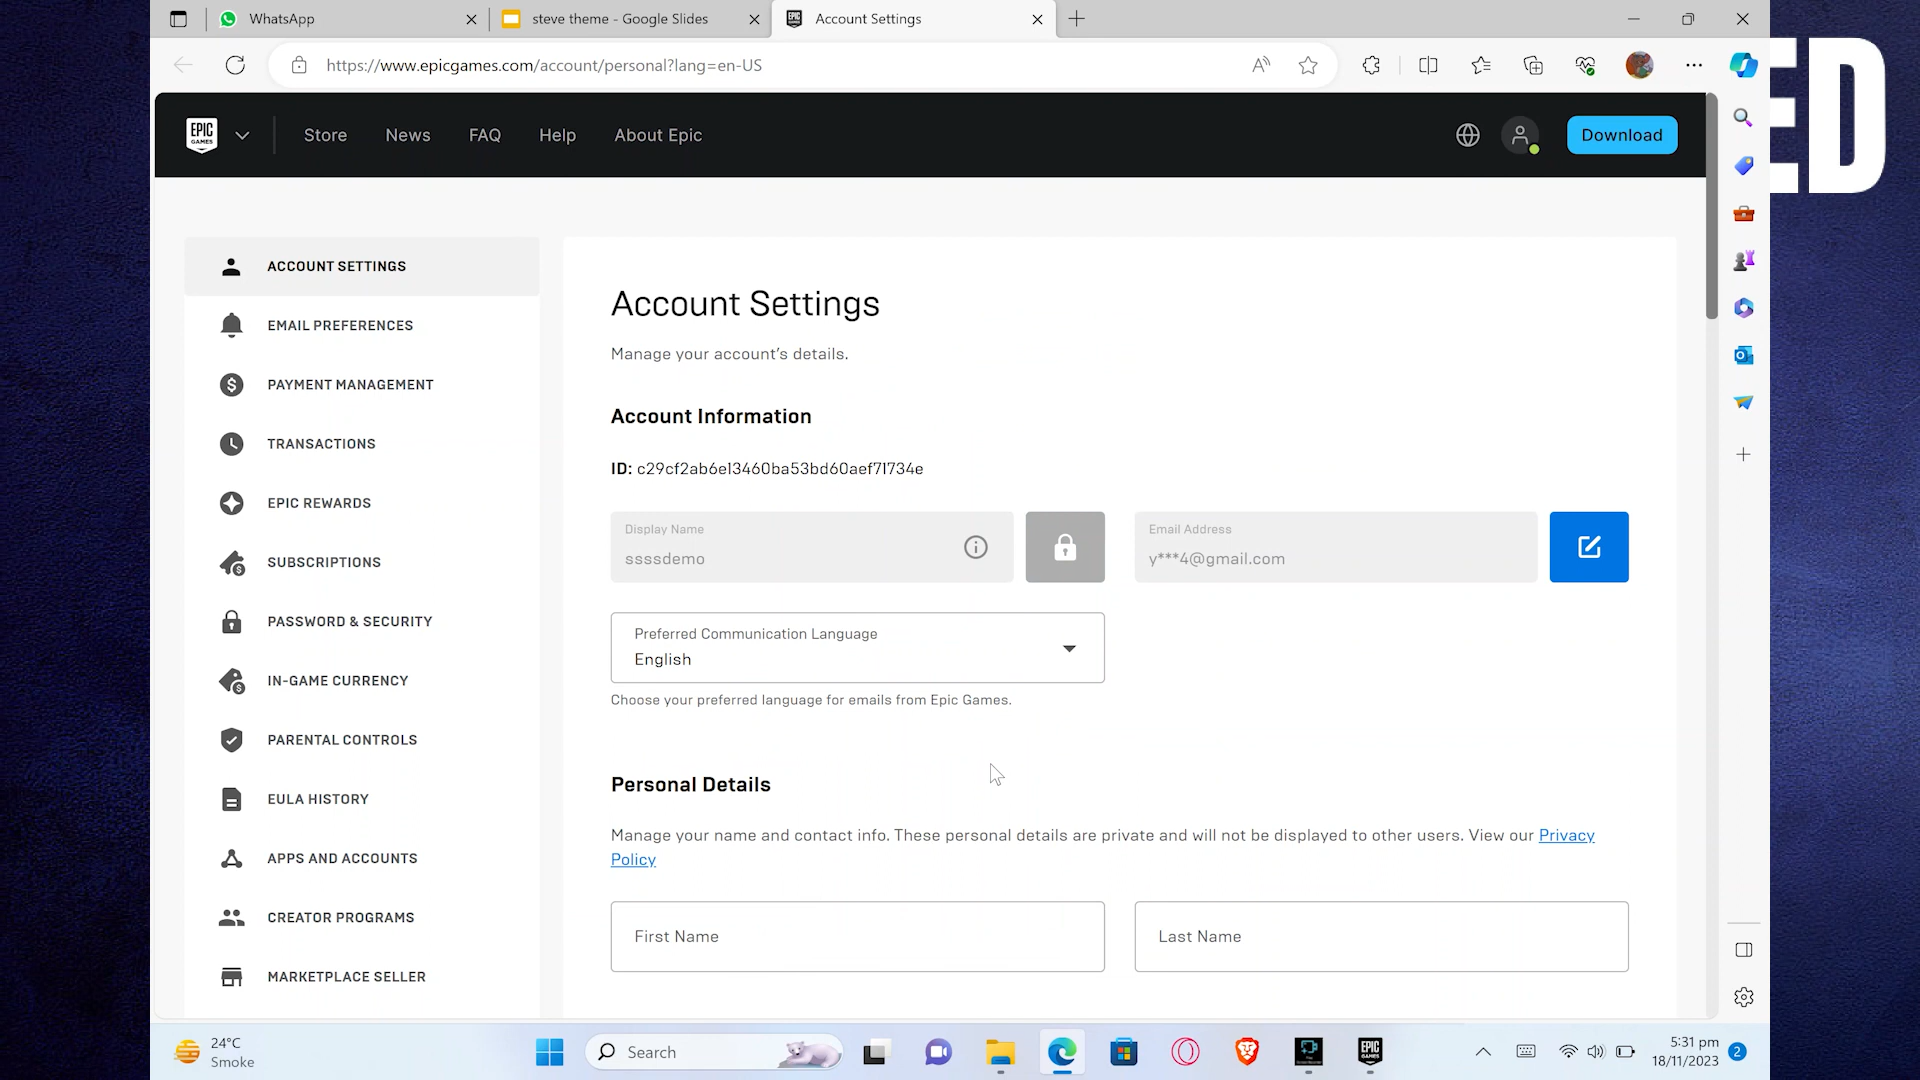 WhatsApp
steve theme - Google Slides
Account Settings
https://www.epicgames.com/account/personal?lang=en-US
ED
EPIC GAMES
Store
News
FAQ
Help
About Epic
Download
ACCOUNT SETTINGS
EMAIL PREFERENCES
PAYMENT MANAGEMENT
TRANSACTIONS
EPIC REWARDS
SUBSCRIPTIONS
PASSWORD & SECURITY
IN-GAME CURRENCY
PARENTAL CONTROLS
EULA HISTORY
APPS AND ACCOUNTS
CREATOR PROGRAMS
MARKETPLACE SELLER
Account Settings
Manage your account's details.
Account Information
ID: c29cf2ab6e13460ba53bd60aef71734e
Display Name
ssssdemo
Email Address
y***4@gmail.com
Preferred Communication Language
English
Choose your preferred language for emails from Epic Games.
Personal Details
Manage your name and contact info. These personal details are private and will not be displayed to other users. View our Privacy
Policy
First Name
Last Name
24°C
Smoke
Search
EPIC GAMES
5:31 pm
18/11/2023
2